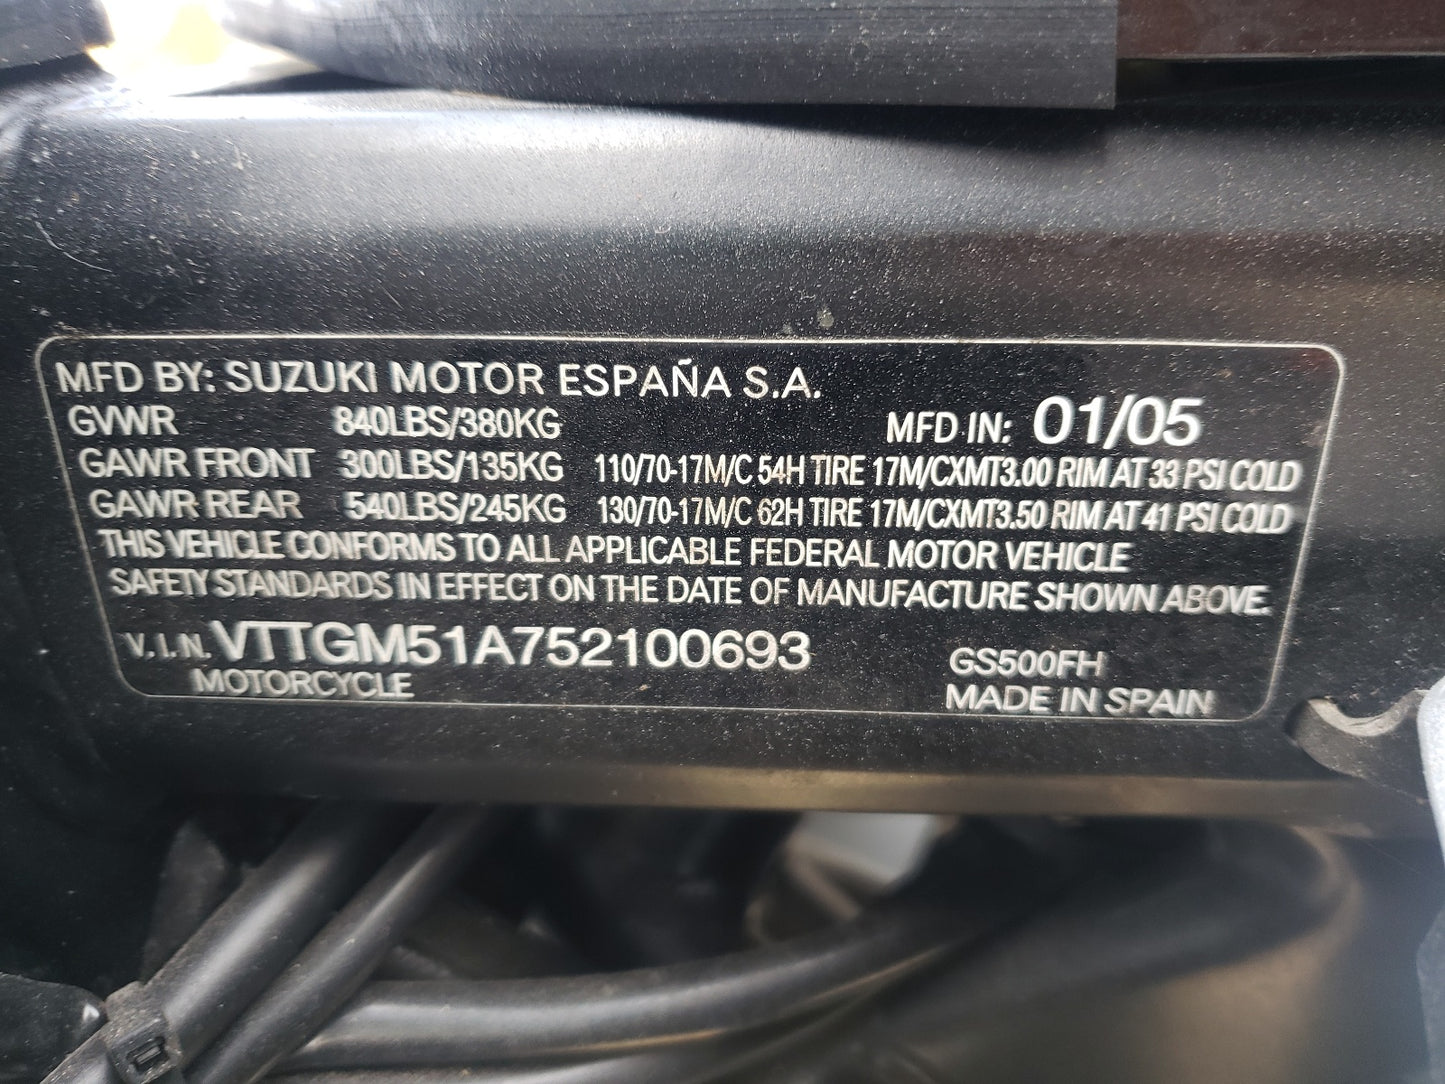 MFD BY: SUZUKI MOTOR ESPAÑA S.A.
GVWR 840LBS/380KG MFD IN: 01/05
GAWR FRONT 300LBS/135KG 110/70-17M/C 54H TIRE 17M/CXMT3.00 RIM AT 33 PSI COLD
GAWR REAR 540LBS/245KG 130/70-17M/C 62H TIRE 17M/CXMT3.50 RIM AT 41 PSI COLD
THIS VEHICLE CONFORMS TO ALL APPLICABLE FEDERAL MOTOR VEHICLE
SAFETY STANDARDS IN EFFECT ON THE DATE OF MANUFACTURE SHOWN ABOVE.
V.I.N. VTTGM51A752100693 GS500FH
MOTORCYCLE MADE IN SPAIN